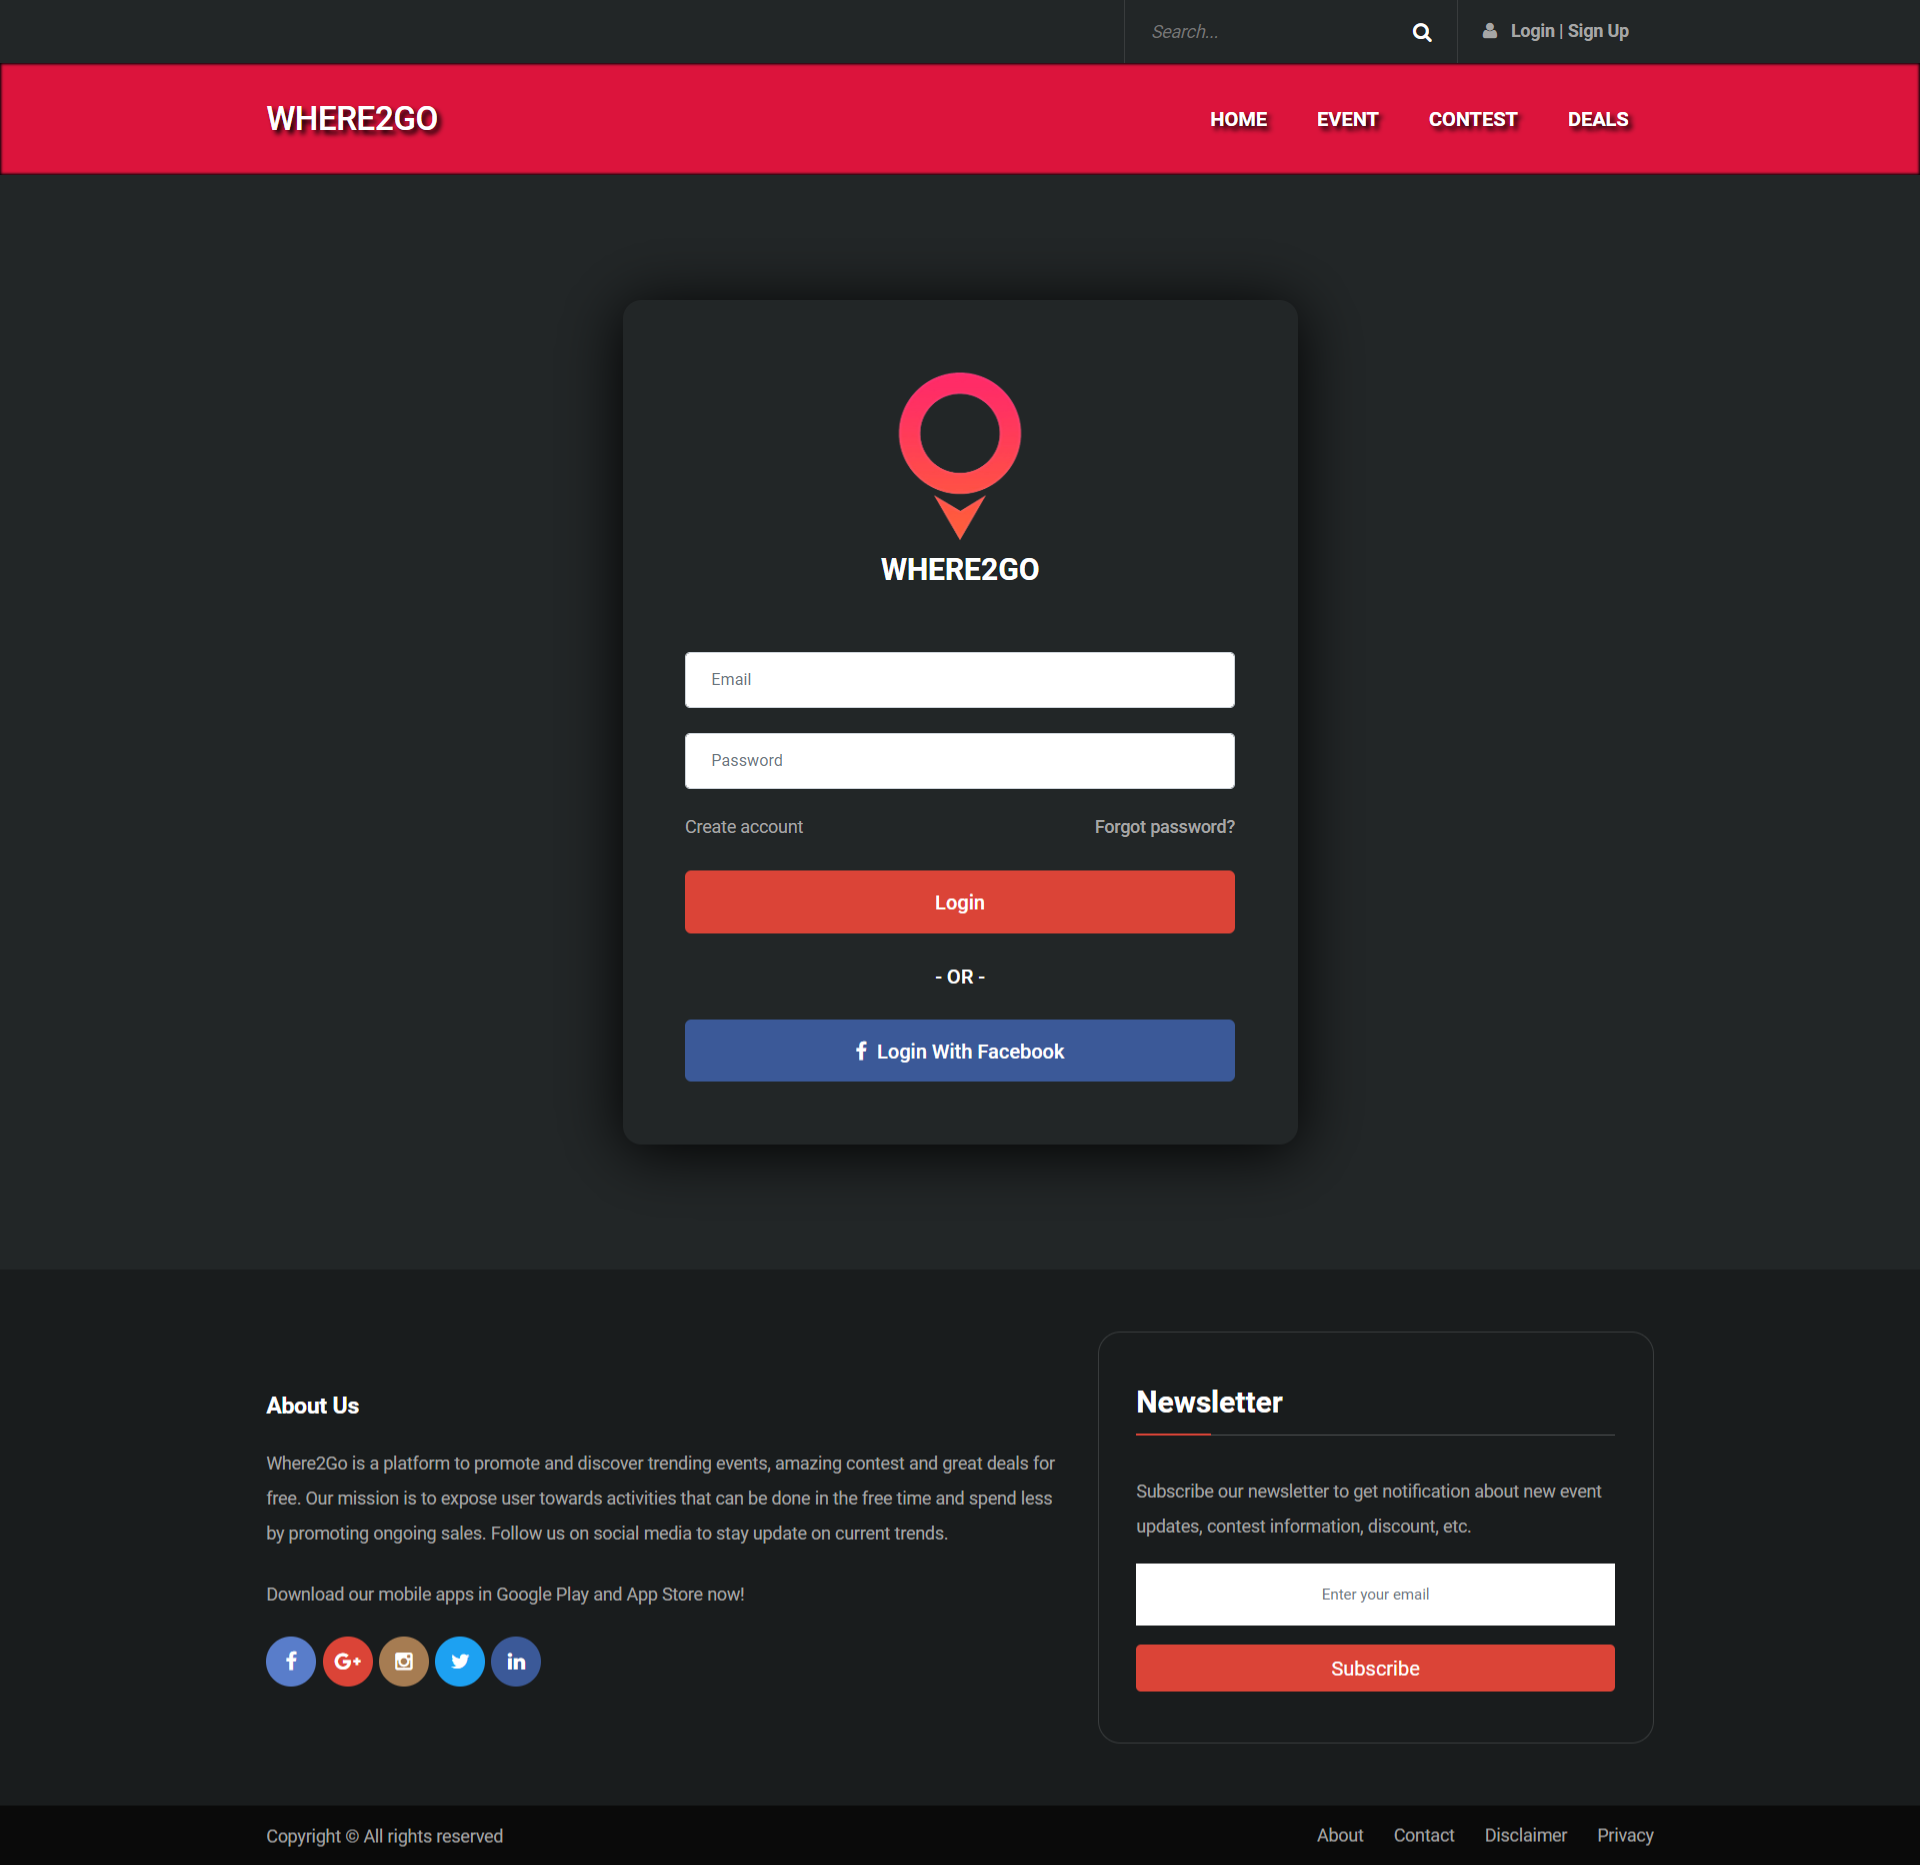 Search...
Login | Sign Up
WHERE2GO
HOME EVENT CONTEST DEALS
WHERE2GO
Email
Password
Create account Forgot password?
Login
- OR -
Login With Facebook
About Us
Where2Go is a platform to promote and discover trending events, amazing contest and great deals for
free. Our mission is to expose user towards activities that can be done in the free time and spend less
by promoting ongoing sales. Follow us on social media to stay update on current trends.
Download our mobile apps in Google Play and App Store now!
Newsletter
Subscribe our newsletter to get notification about new event
updates, contest information, discount, etc.
Enter your email
Subscribe
Copyright © All rights reserved
About Contact Disclaimer Privacy